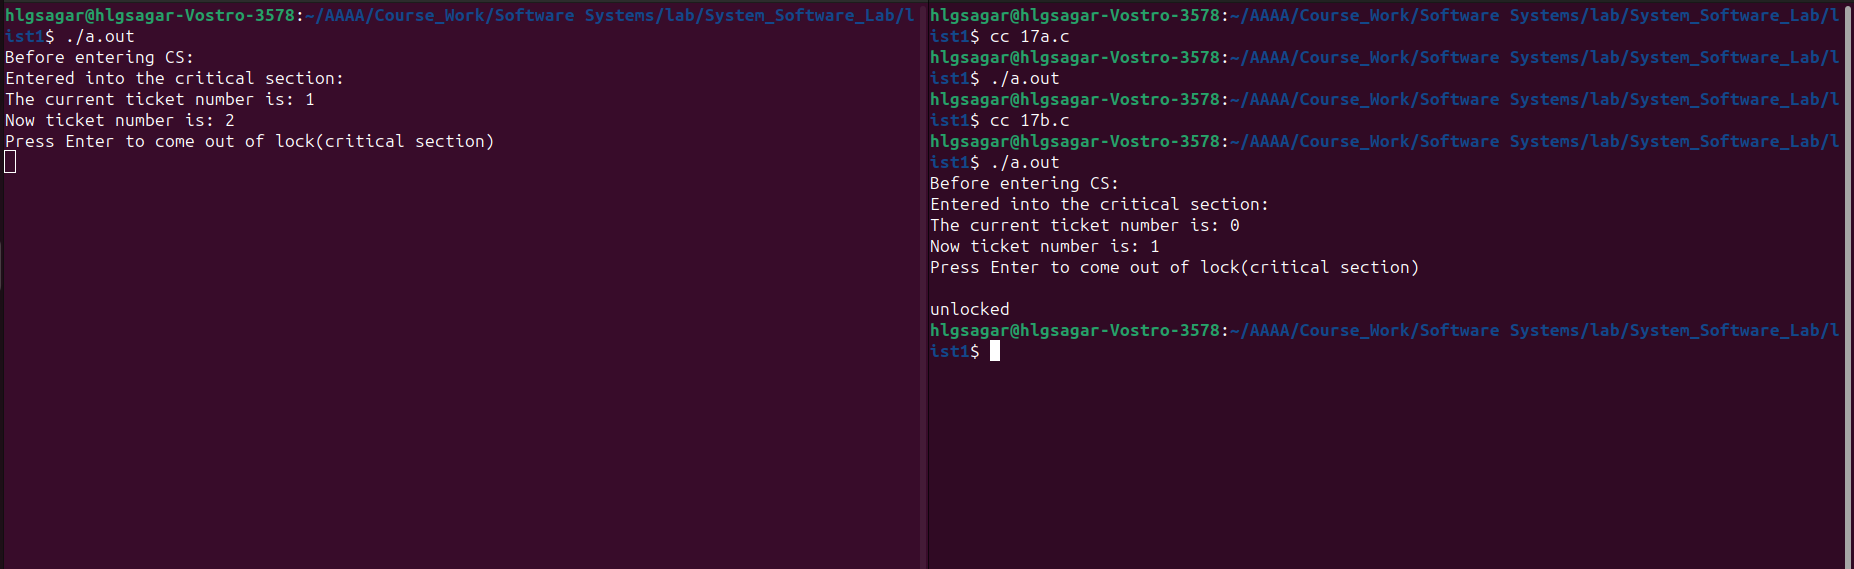 hlgsagar@hlgsagar-Vostro-3578:~/AAAA/Course_Work/Software Systems/lab/System_Software_Lab/l
ist1$ ./a.out
Before entering CS:
Entered into the critical section:
The current ticket number is: 1
Now ticket number is: 2
Press Enter to come out of lock(critical section)
hlgsagar@hlgsagar-Vostro-3578:~/AAAA/Course_Work/Software Systems/lab/System_Software_Lab/l
ist1$ cc 17a.c
hlgsagar@hlgsagar-Vostro-3578:~/AAAA/Course_Work/Software Systems/lab/System_Software_Lab/l
ist1$ ./a.out
hlgsagar@hlgsagar-Vostro-3578:~/AAAA/Course_Work/Software Systems/lab/System_Software_Lab/l
ist1$ cc 17b.c
hlgsagar@hlgsagar-Vostro-3578:~/AAAA/Course_Work/Software Systems/lab/System_Software_Lab/l
ist1$ ./a.out
Before entering CS:
Entered into the critical section:
The current ticket number is: 0
Now ticket number is: 1
Press Enter to come out of lock(critical section)
unlocked
hlgsagar@hlgsagar-Vostro-3578:~/AAAA/Course_Work/Software Systems/lab/System_Software_Lab/l
ist1$